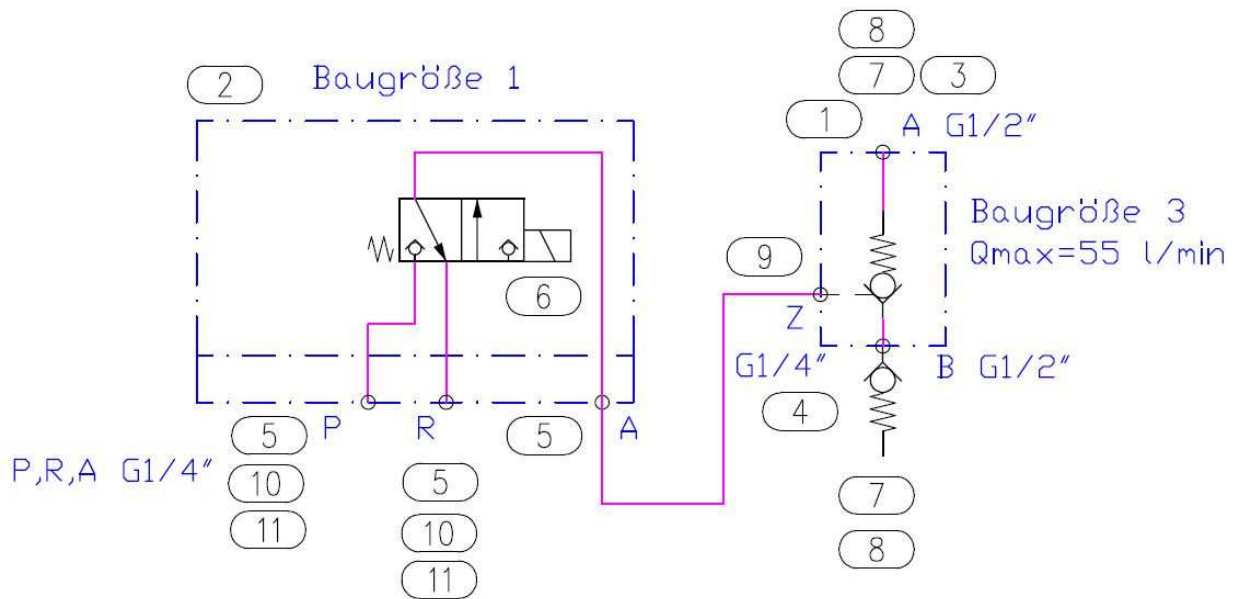 8
7 3
2 Baugröße 1
1 A G1/2"
Baugröße 3
Qmax=55 l/min
9
6
Z
G1/4" B G1/2"
4
P R 5 A
5
P,R,A G1/4"
10
11
5
10
11
7
8